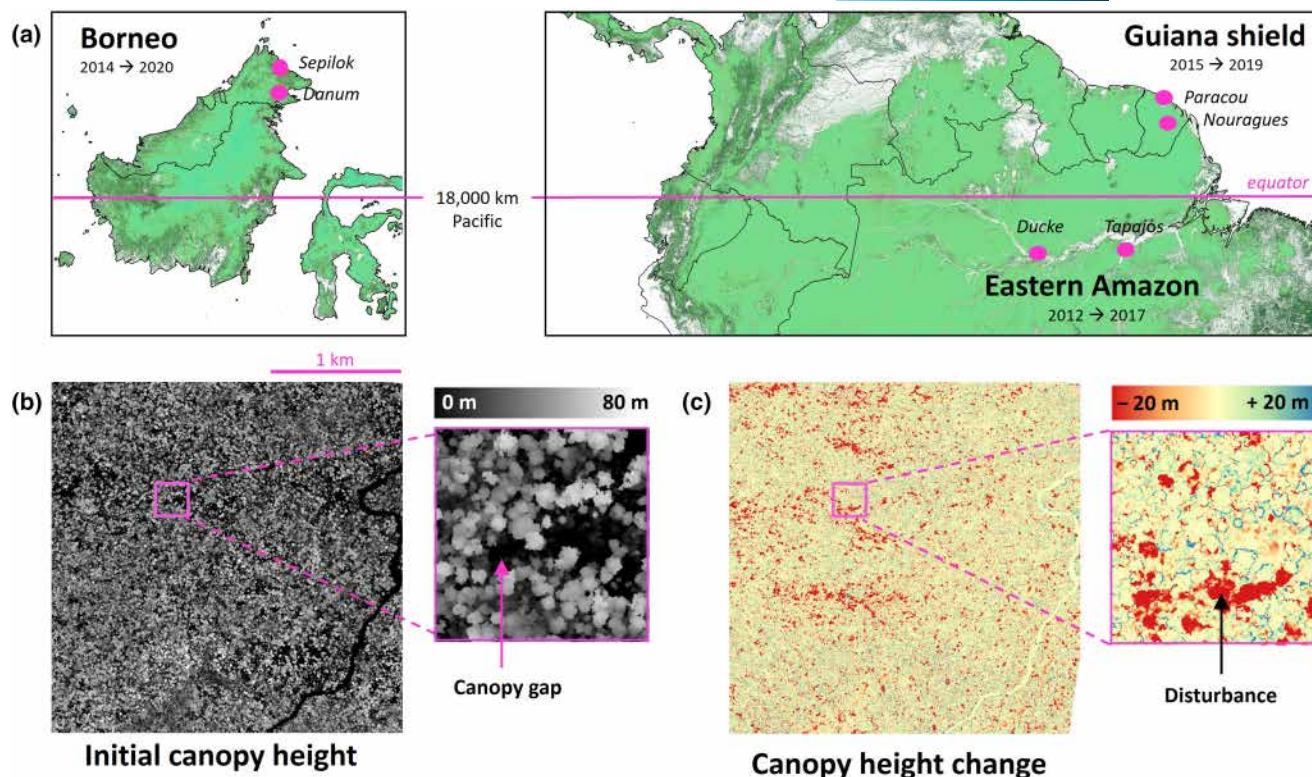 (a)
Borneo
2014 → 2020
Sepilok
Danum
18,000 km
Pacific
Guiana shield
2015 → 2019
Paracou
Nouragues
equator
Ducke
Tapajós
Eastern Amazon
2012 → 2017
1 km
(b)
0 m 80 m
Canopy gap
Initial canopy height
(c)
– 20 m + 20 m
Disturbance
Canopy height change